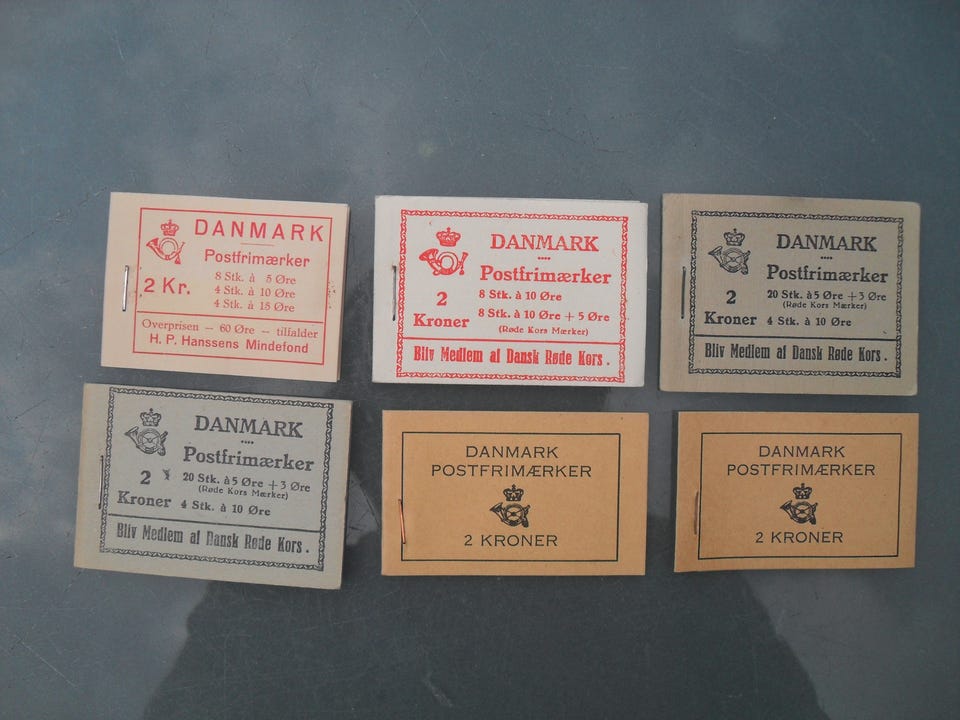 DANMARK
Postfrimærker
2 Kr.
8 Stk. à 5 Øre
4 Stk. à 10 Øre
4 Stk. à 15 Øre
Overprisen – 60 Øre – tilfalder
H. P. Hanssens Mindefond
DANMARK
Postfrimærker
2
Kroner
8 Stk. à 10 Øre
8 Stk. à 10 Øre + 5 Øre
(Røde Kors Mærker)
Bliv Medlem af Dansk Røde Kors.
DANMARK
Postfrimærker
2
Kroner
20 Stk. à 5 Øre + 3 Øre
(Røde Kors Mærker)
4 Stk. à 10 Øre
Bliv Medlem af Dansk Røde Kors.
DANMARK
Postfrimærker
2
Kroner
20 Stk. à 5 Øre + 3 Øre
(Røde Kors Mærker)
4 Stk. à 10 Øre
Bliv Medlem af Dansk Røde Kors.
DANMARK
POSTFRIMÆRKER
2 KRONER
DANMARK
POSTFRIMÆRKER
2 KRONER